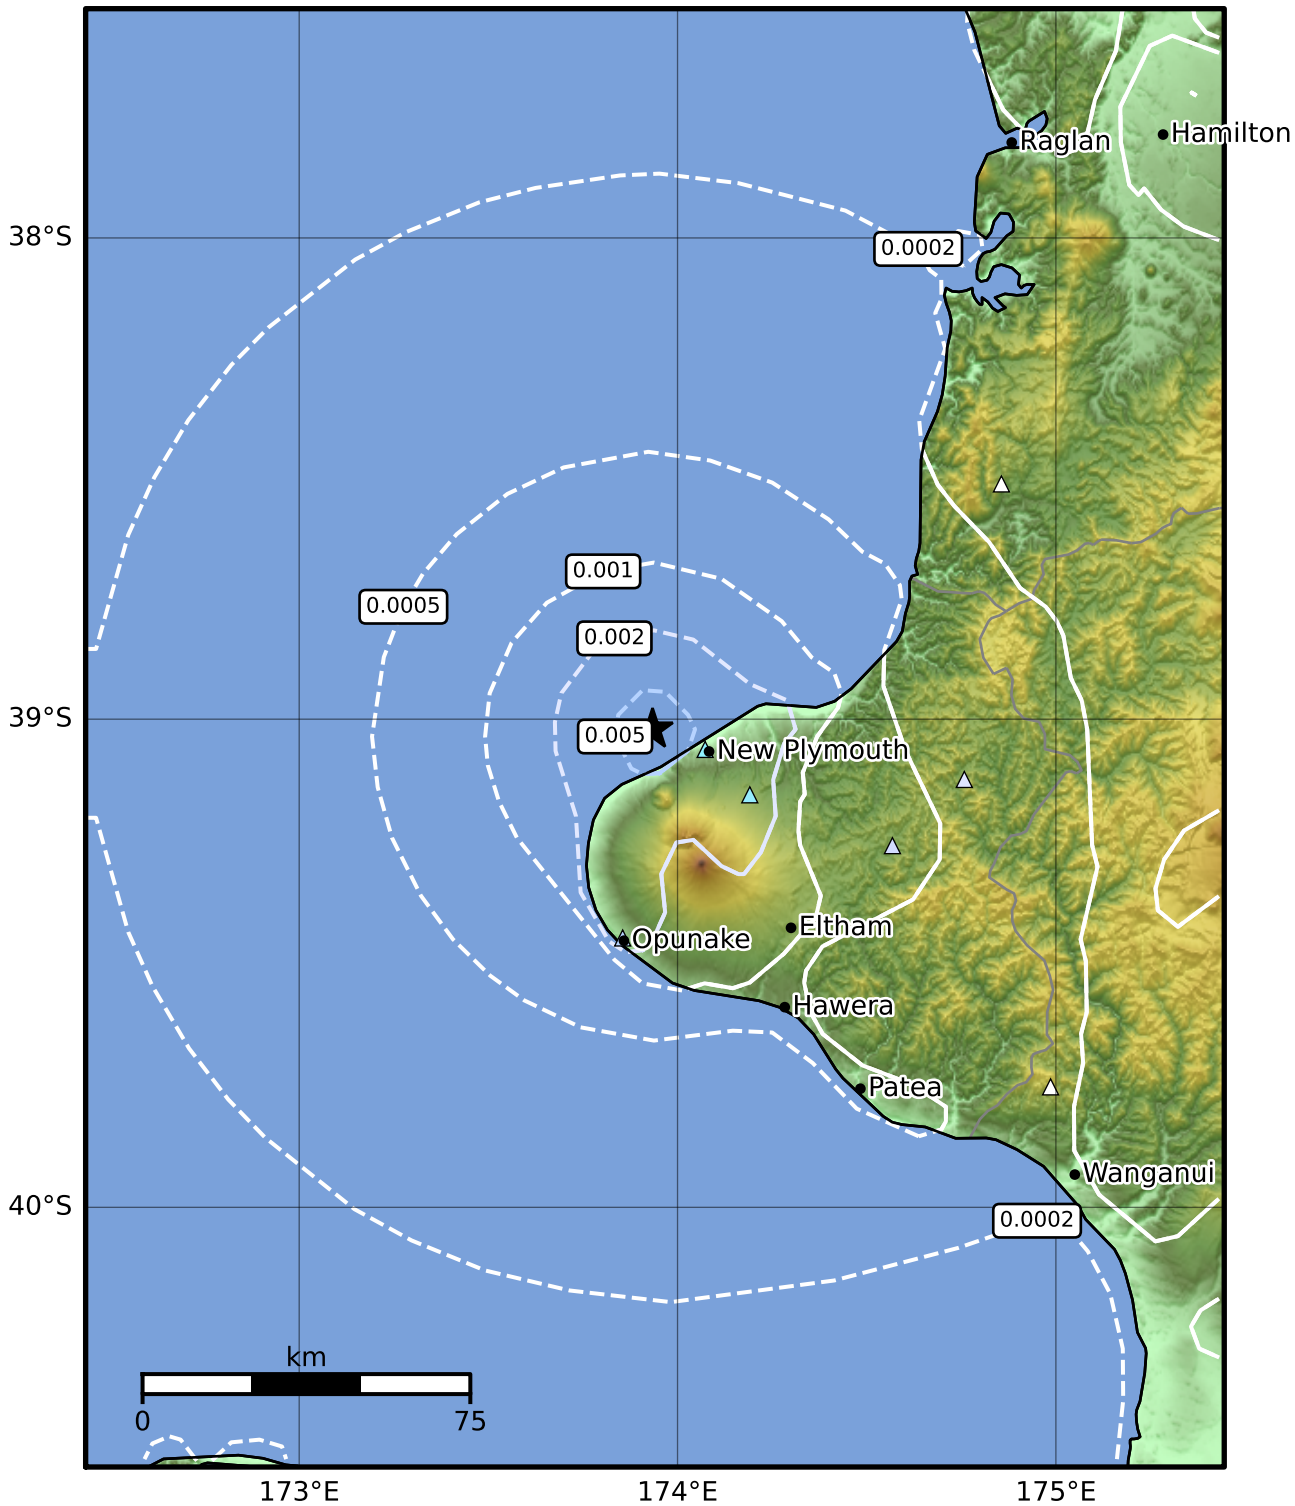 Raglan
Hamilton
38°S
0.0002
0.001
0.0005
0.002
39°S
0.005
New Plymouth
Eltham
Opunake
Hawera
Patea
Wanganui
40°S
0.0002
km
0 75
173°E 174°E 175°E